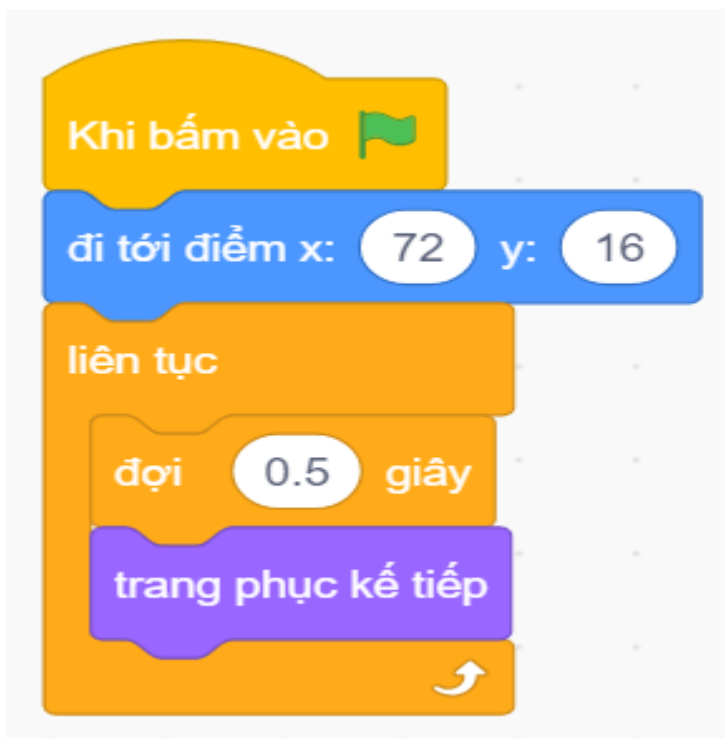 Khi bấm vào
đi tới điểm x: 72 y: 16
liên tục
đợi 0.5 giây
trang phục kế tiếp